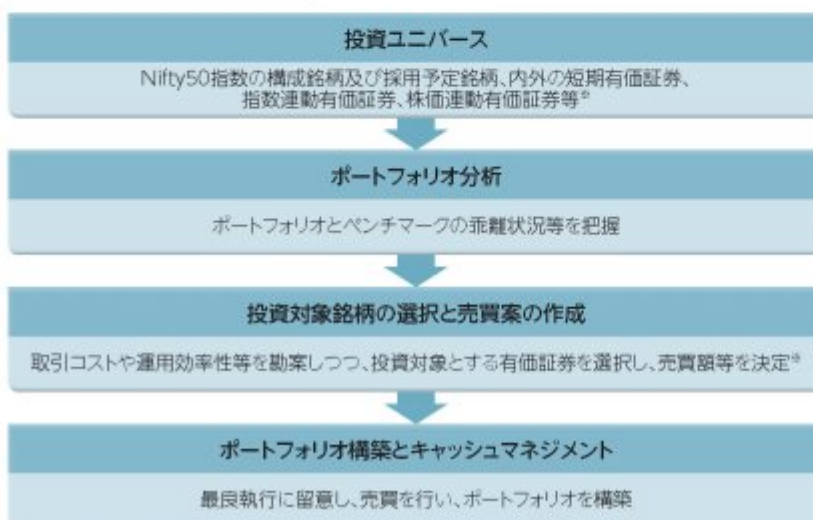 投資ユニバース
Nifty50指数の構成銘柄及び採用予定銘柄、内外の短期有価証券、
指数連動有価証券、株価連動有価証券等※
ポートフォリオ分析
ポートフォリオとベンチマークの乖離状況等を把握
投資対象銘柄の選択と売買案の作成
取引コストや運用効率性等を勘案しつつ、投資対象とする有価証券を選択し、売買額等を決定※
ポートフォリオ構築とキャッシュマネジメント
最良執行に留意し、売買を行い、ポートフォリオを構築